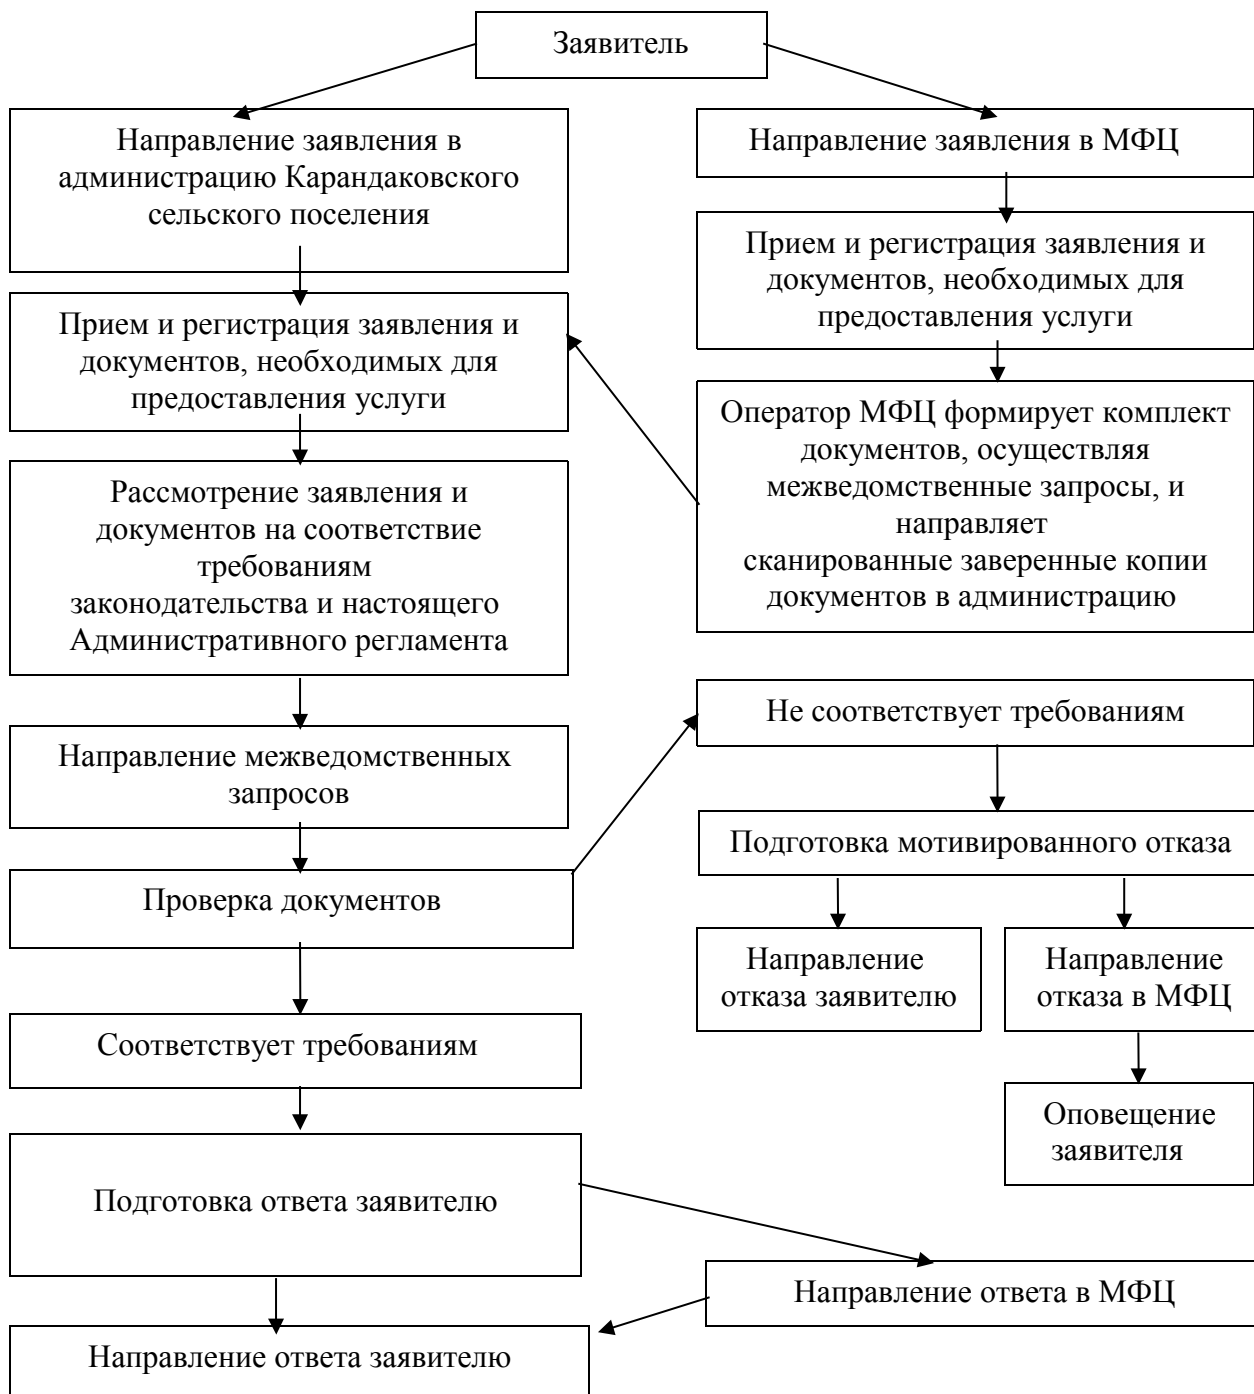 Заявитель
Направление заявления в
администрацию Карандаковского
сельского поселения
Направление заявления в МФЦ
Прием и регистрация заявления и
документов, необходимых для
предоставления услуги
Прием и регистрация заявления и
документов, необходимых для
предоставления услуги
Оператор МФЦ формирует комплект
документов, осуществляя
межведомственные запросы, и
направляет
сканированные заверенные копии
документов в администрацию
Рассмотрение заявления и
документов на соответствие
требованиям
законодательства и настоящего
Административного регламента
Направление межведомственных
запросов
Не соответствует требованиям
Проверка документов
Подготовка мотивированного отказа
Направление
отказа заявителю
Направление
отказа в МФЦ
Соответствует требованиям
Оповещение
заявителя
Подготовка ответа заявителю
Направление ответа в МФЦ
Направление ответа заявителю